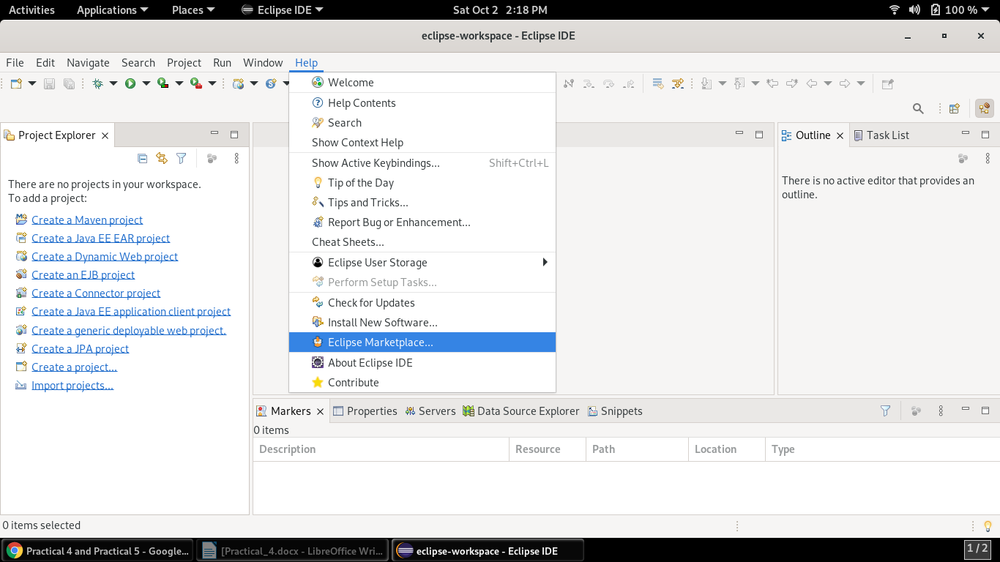 Activities Applications Places Eclipse IDE Sat Oct 2 2:18 PM 100 %
eclipse-workspace - Eclipse IDE
File Edit Navigate Search Project Run Window Help
Welcome
Help Contents
Search
Show Context Help
Show Active Keybindings... Shift+Ctrl+L
Tip of the Day
Tips and Tricks...
Report Bug or Enhancement...
Cheat Sheets...
Eclipse User Storage
Perform Setup Tasks...
Check for Updates
Install New Software...
Eclipse Marketplace...
About Eclipse IDE
Contribute
Project Explorer
There are no projects in your workspace.
To add a project:
Create a Maven project
Create a Java EE EAR project
Create a Dynamic Web project
Create an EJB project
Create a Connector project
Create a Java EE application client project
Create a generic deployable web project.
Create a JPA project
Create a project...
Import projects...
Outline Task List
There is no active editor that provides an
outline.
Markers Properties Servers Data Source Explorer Snippets
0 items
Description Resource Path Location Type
0 items selected
Practical 4 and Practical 5 - Google... [Practical_4.docx - LibreOffice Wri... eclipse-workspace - Eclipse IDE 1 / 2